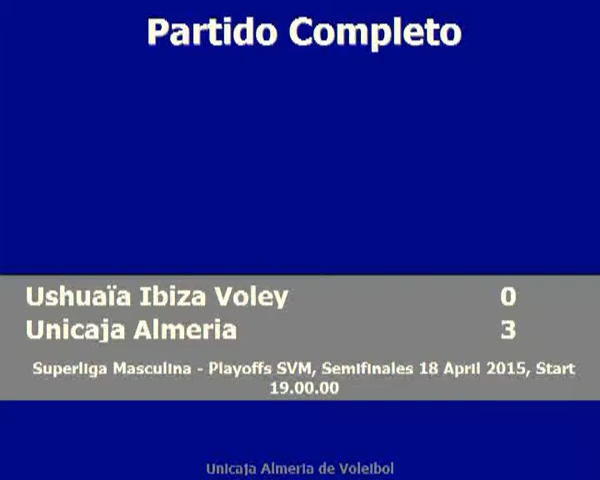 Partido Completo
Ushuaïa Ibiza Voley 0
Unicaja Almeria 3
Superliga Masculina - Playoffs SVM, Semifinales 18 April 2015, Start
19.00.00
Unicaja Almeria de Voleibol